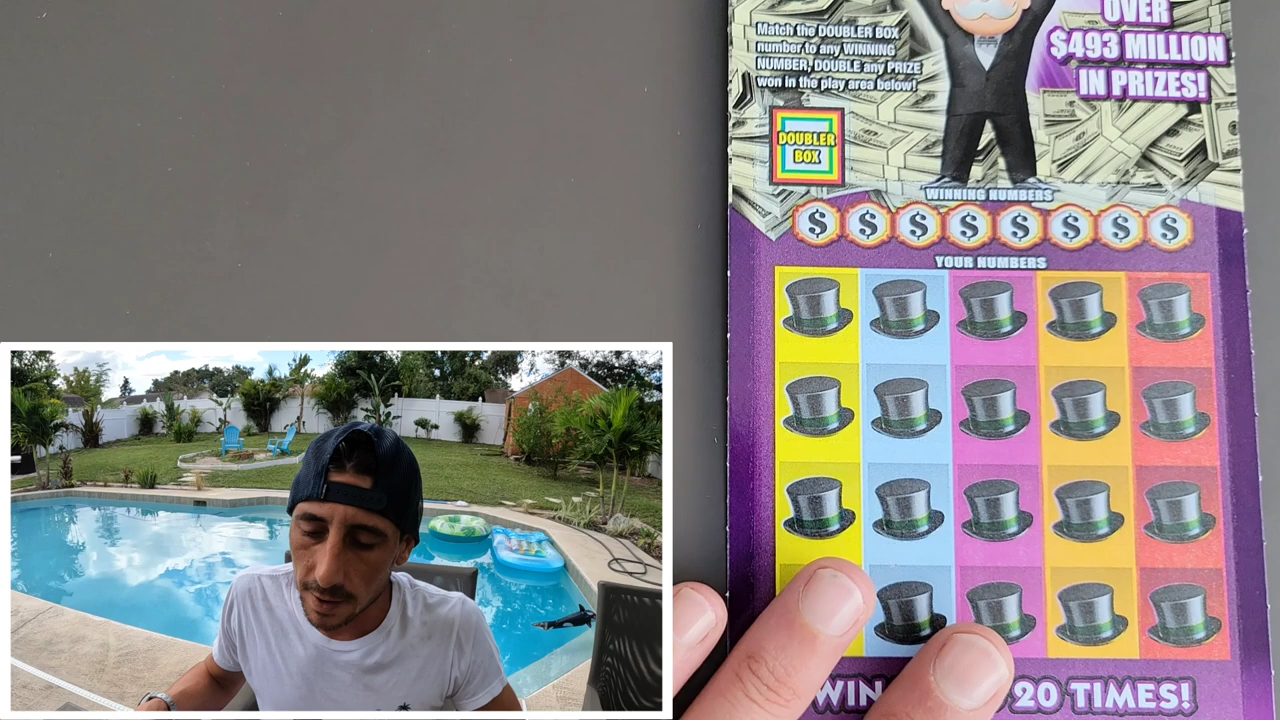 OVER
$493 MILLION
IN PRIZES!
Match the DOUBLER BOX
number to any WINNING
NUMBER, DOUBLE any PRIZE
won in the play area below!
DOUBLER
BOX
WINNING NUMBERS
$ $ $ $ $ $ $ $
YOUR NUMBERS
WIN 20 TIMES!